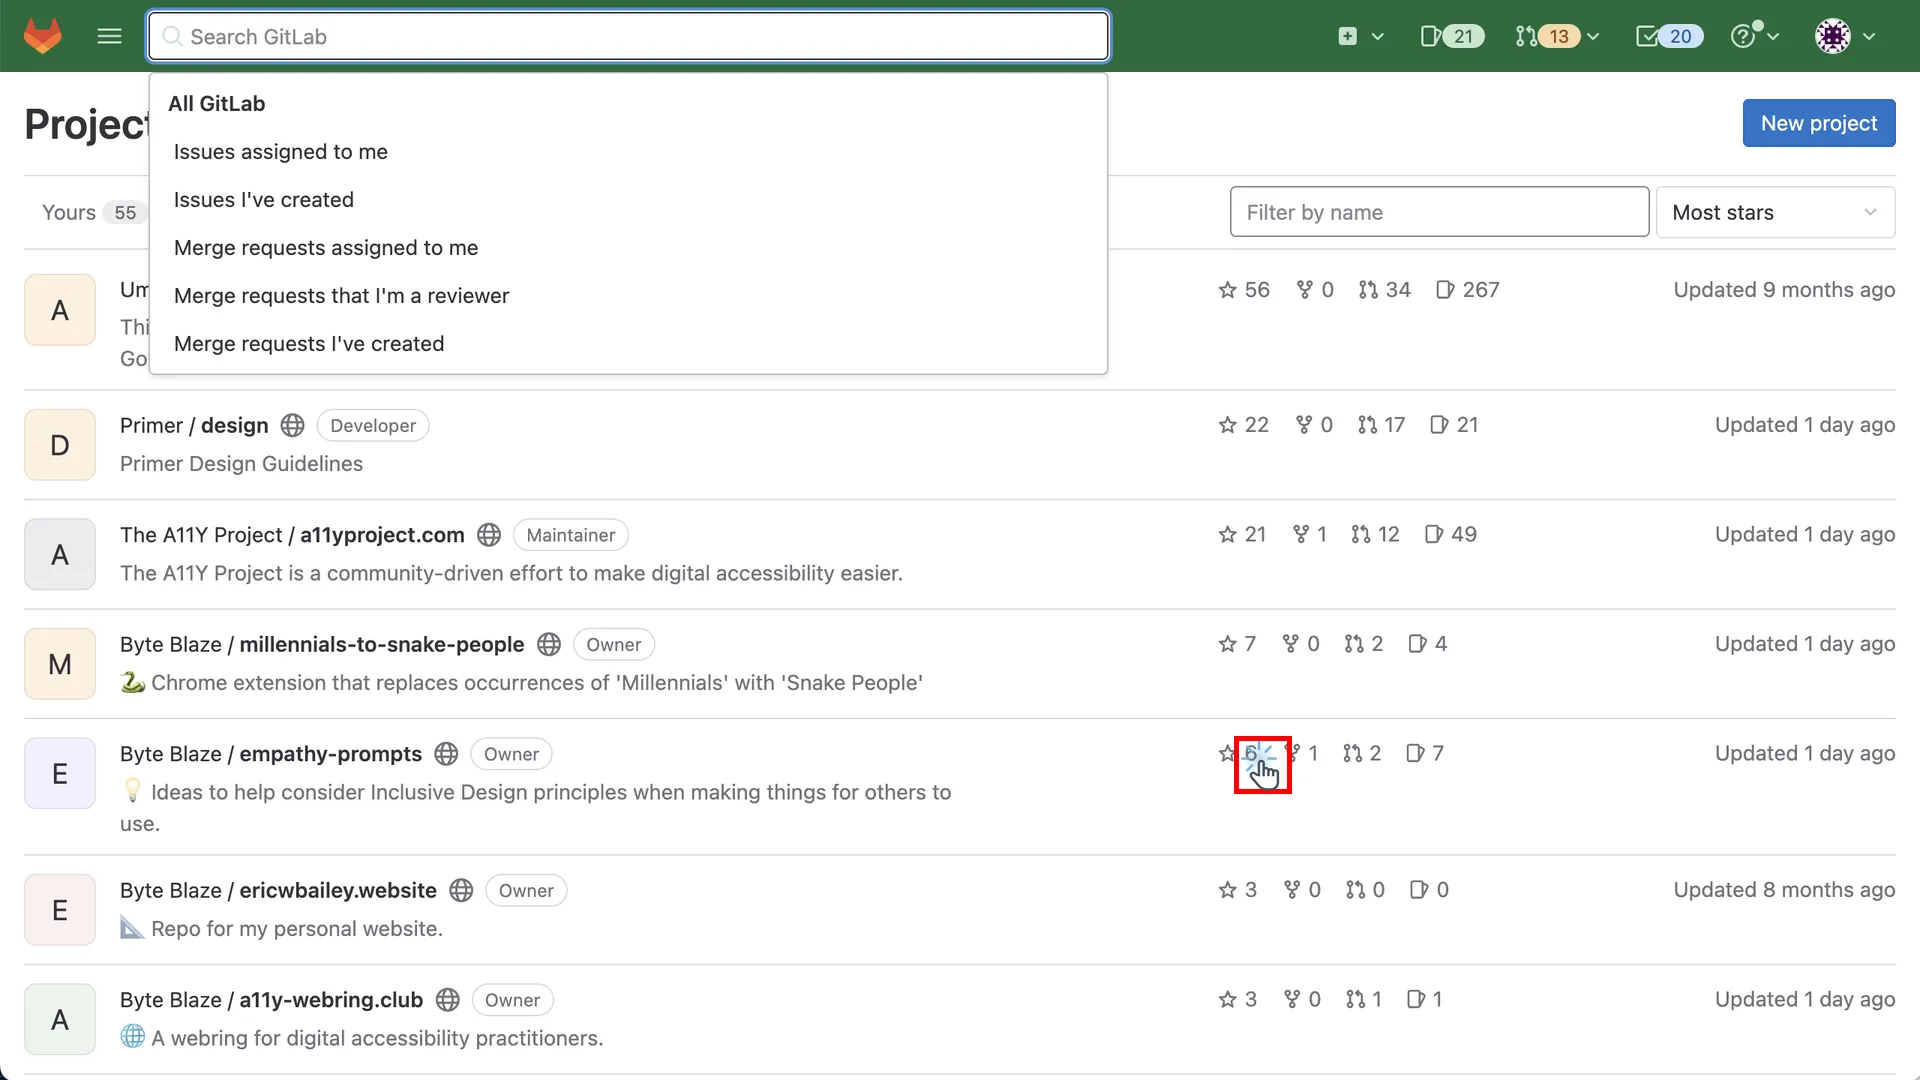 Search GitLab
21
13
20
All GitLab
Issues assigned to me
Issues I've created
Merge requests assigned to me
Merge requests that I'm a reviewer
Merge requests I've created
Project
New project
Yours 55
Filter by name
Most stars
A
Um
Thi
Go
56 0 34 267
Updated 9 months ago
D
Primer / design Developer
Primer Design Guidelines
22 0 17 21
Updated 1 day ago
A
The A11Y Project / a11yproject.com Maintainer
The A11Y Project is a community-driven effort to make digital accessibility easier.
21 1 12 49
Updated 1 day ago
M
Byte Blaze / millennials-to-snake-people Owner
🐍 Chrome extension that replaces occurrences of 'Millennials' with 'Snake People'
7 0 2 4
Updated 1 day ago
E
Byte Blaze / empathy-prompts Owner
💡 Ideas to help consider Inclusive Design principles when making things for others to
use.
6 1 2 7
Updated 1 day ago
E
Byte Blaze / ericwbailey.website Owner
📐 Repo for my personal website.
3 0 0 0
Updated 8 months ago
A
Byte Blaze / a11y-webring.club Owner
🌐 A webring for digital accessibility practitioners.
3 0 1 1
Updated 1 day ago